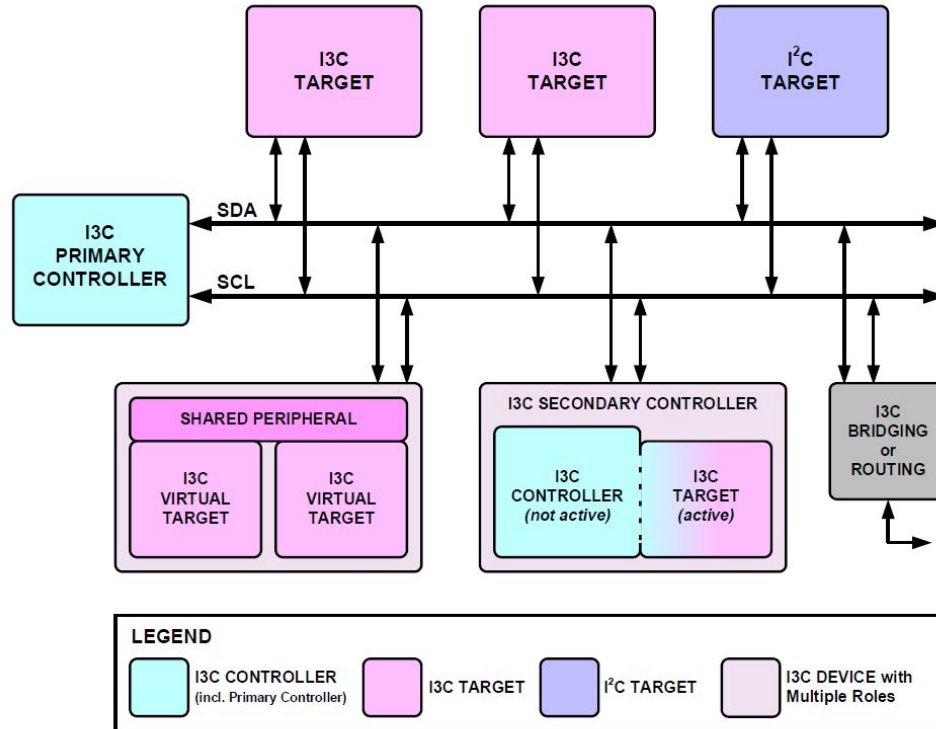 I3C
TARGET
I3C
TARGET
I²C
TARGET
I3C
PRIMARY
CONTROLLER
SDA
SCL
SHARED PERIPHERAL
I3C
VIRTUAL
TARGET
I3C
VIRTUAL
TARGET
I3C SECONDARY CONTROLLER
I3C
CONTROLLER
(not active)
I3C
TARGET
(active)
I3C
BRIDGING
or
ROUTING
LEGEND
I3C CONTROLLER
(incl. Primary Controller)
I3C TARGET
I²C TARGET
I3C DEVICE with
Multiple Roles